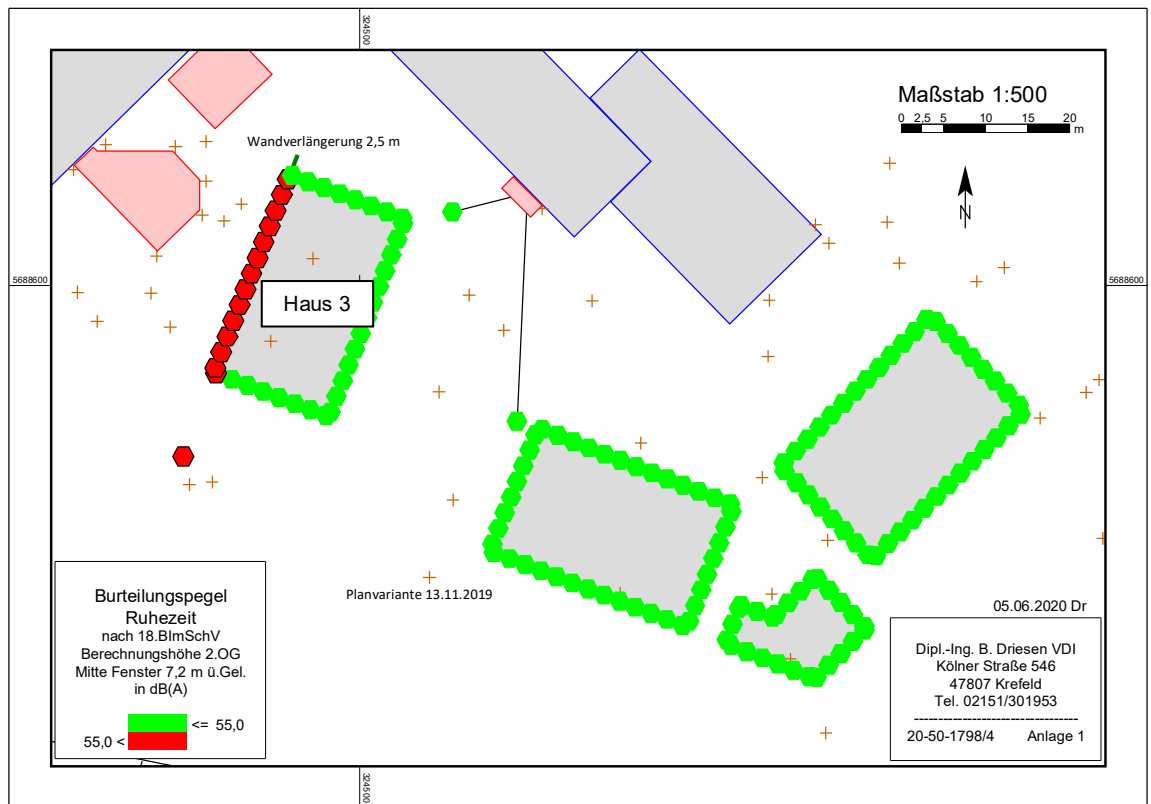 324500
Maßstab 1:500
0 2,5 5 10 15 20
m
N
Wandverlängerung 2,5 m
5688600
5688600
Haus 3
Planvariante 13.11.2019
Burteilungspegel
Ruhezeit
nach 18.BImSchV
Berechnungshöhe 2.OG
Mitte Fenster 7,2 m ü.Gel.
in dB(A)
<= 55,0
55,0 <
05.06.2020 Dr
Dipl.-Ing. B. Driesen VDI
Kölner Straße 546
47807 Krefeld
Tel. 02151/301953
-----------------------------------
20-50-1798/4 Anlage 1
324500